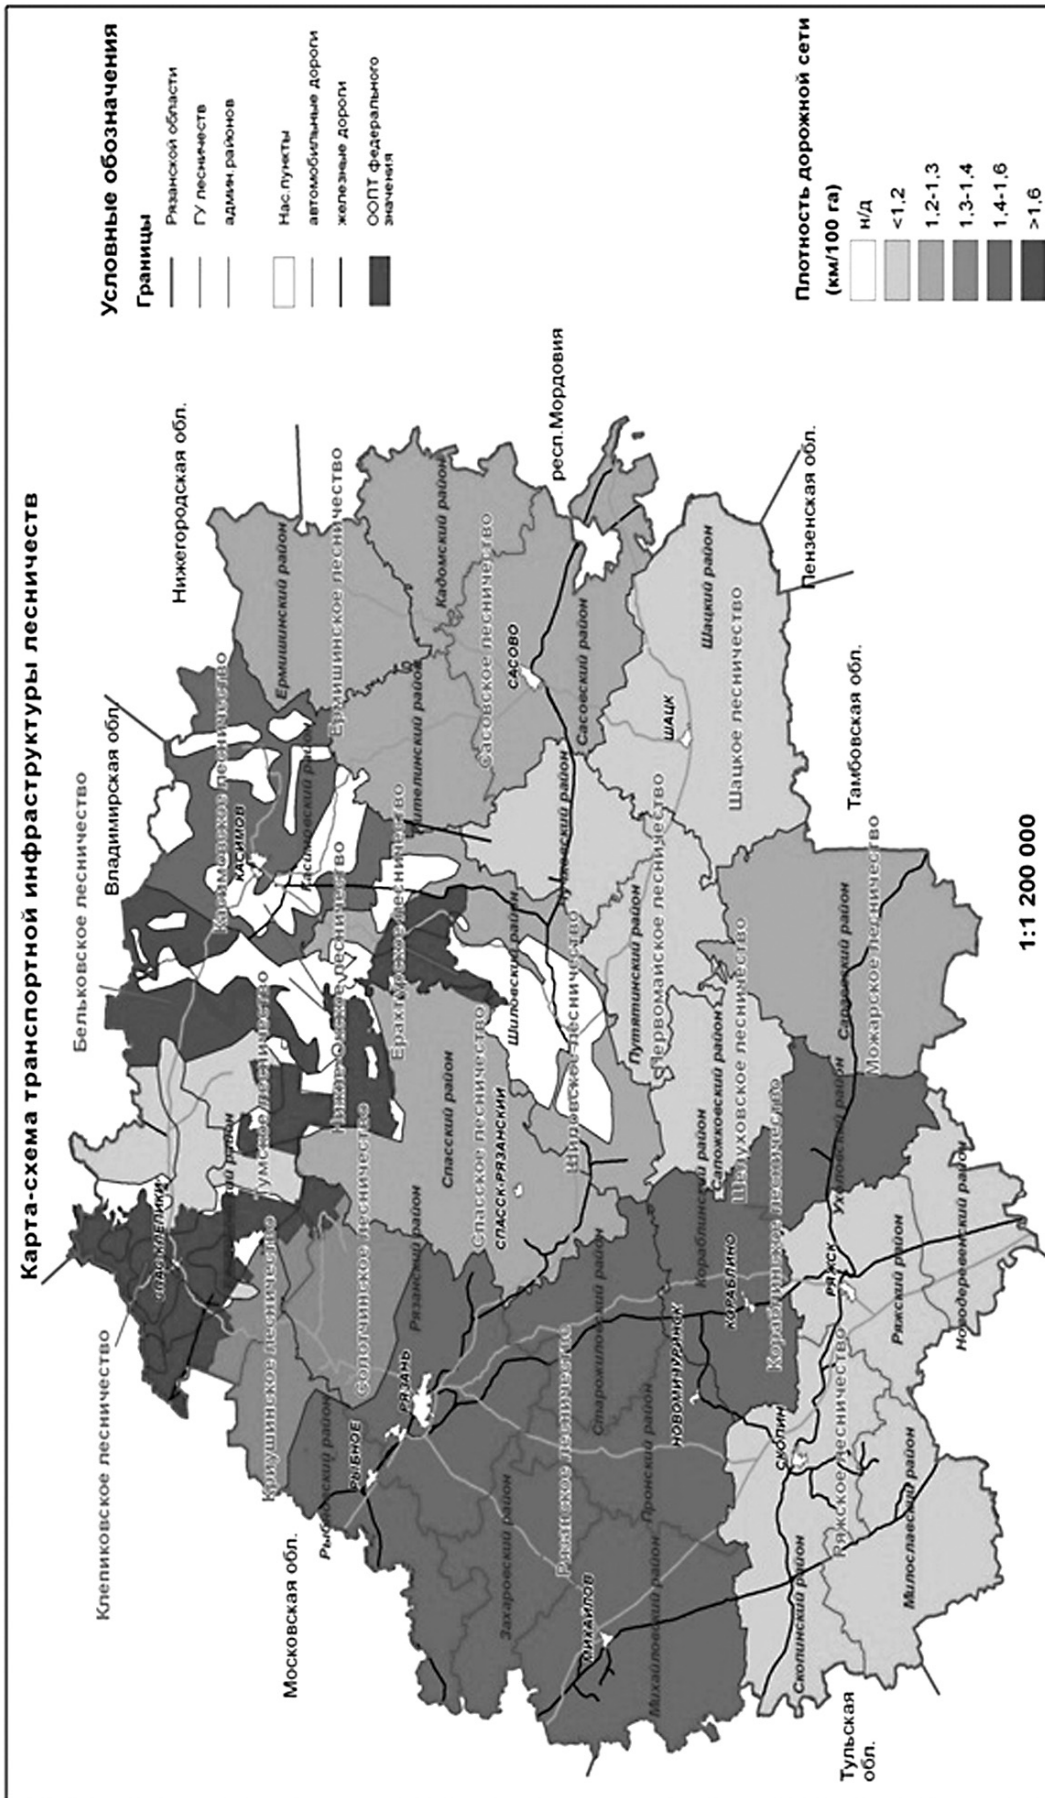 Карта-схема транспортной инфраструктуры лесничеств
Условные обозначения
Границы
Рязанской области
ГУ лесничеств
админ.районов
Нас.пункты
автомобильные дороги
железные дороги
ООПТ федерального
значения
Плотность дорожной сети
(км/100 га)
н/д
<1,2
1,2-1,3
1,3-1,4
1,4-1,6
>1,6
1:1 200 000
Клепиковское лесничество
Бельковское лесничество
Владимирская обл.
Нижегородская обл.
Московская обл.
респ.Мордовия
Пензенская обл.
Тамбовская обл.
Тульская
обл.
Касимовское лесничество
КАСИМОВ
Касимовский район
Ермишинский район
Ермишинское лесничество
Кадомский район
Сасовское лесничество
САСОВО
Сасовский район
Шацкий район
ШАЦК
Шацкое лесничество
Тумское лесничество
Криушинское лесничество
Солотчинское лесничество
Ерахтурское лесничество
Рязанский район
РЯЗАНЬ
Рыбновский район
РЫБНОЕ
Спасский район
Спасское лесничество
СПАССК-РЯЗАНСКИЙ
Шиловский район
Шиловское лесничество
Путятинский район
Первомайское лесничество
Сапожковский район
Шелуховское лесничество
Сараевский район
Можарское лесничество
Ухоловский район
Кораблинский район
Кораблинское лесничество
КОРАБЛИНО
НОВОМИЧУРИНСК
Старожиловский район
Рязанское лесничество
Захаровский район
Пронский район
МИХАЙЛОВ
Михайловский район
СКОПИН
Скопинский район
Ряжское лесничество
РЯЖСК
Ряжский район
Новодеревенский район
Милославский район